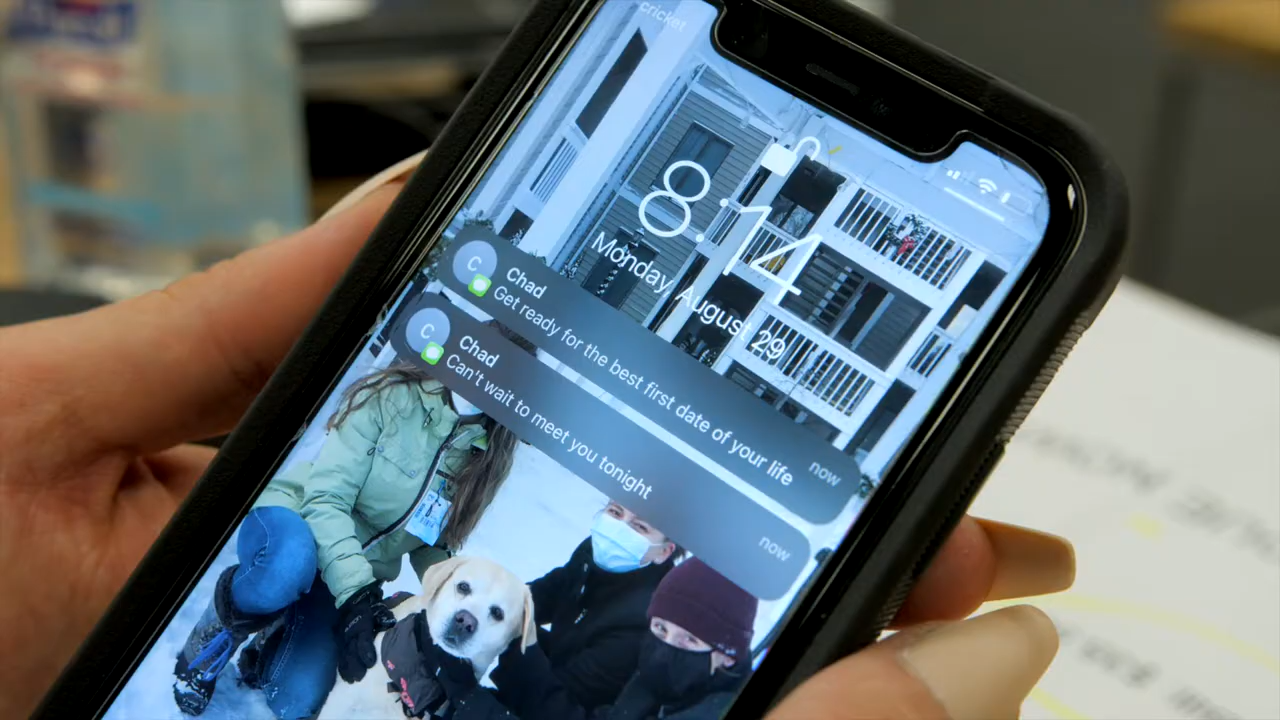 cricket
8:14
Monday August 29
C
Chad
Get ready for the best first date of your life
now
C
Chad
Can't wait to meet you tonight
now